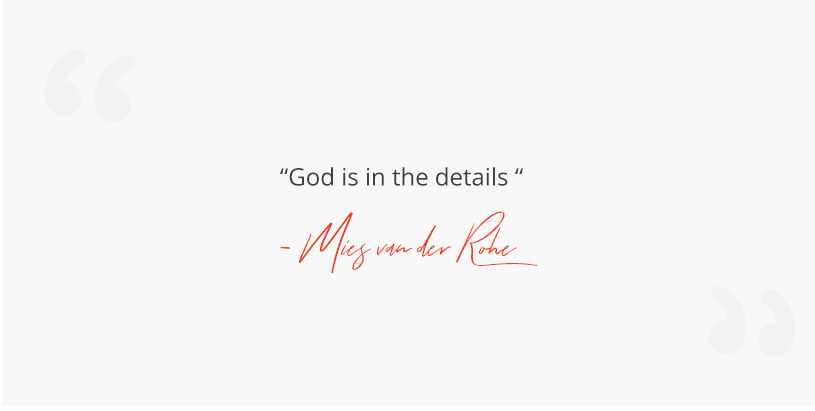 “God is in the details “
- Mies van der Rohe